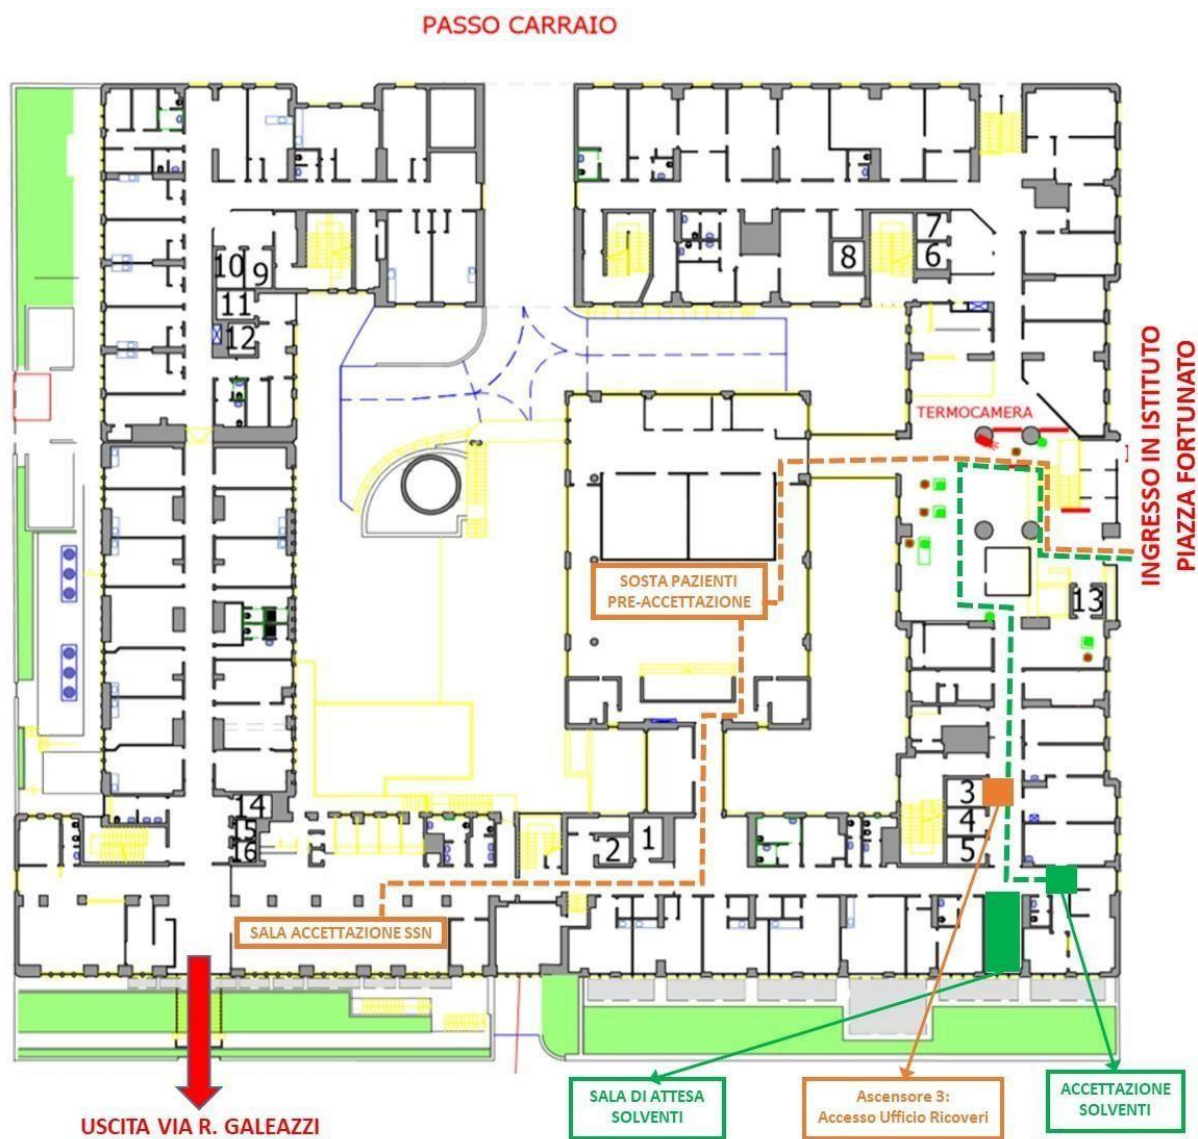 PASSO CARRAIO
7
6
8
10
9
11
12
TERMOCAMERA
INGRESSO IN ISTITUTO
PIAZZA FORTUNATO
SOSTA PAZIENTI
PRE-ACCETTAZIONE
13
3
4
5
14
15
16
1
2
SALA ACCETTAZIONE SSN
SALA DI ATTESA
SOLVENTI
Ascensore 3:
Accesso Ufficio Ricoveri
ACCETTAZIONE
SOLVENTI
USCITA VIA R. GALEAZZI